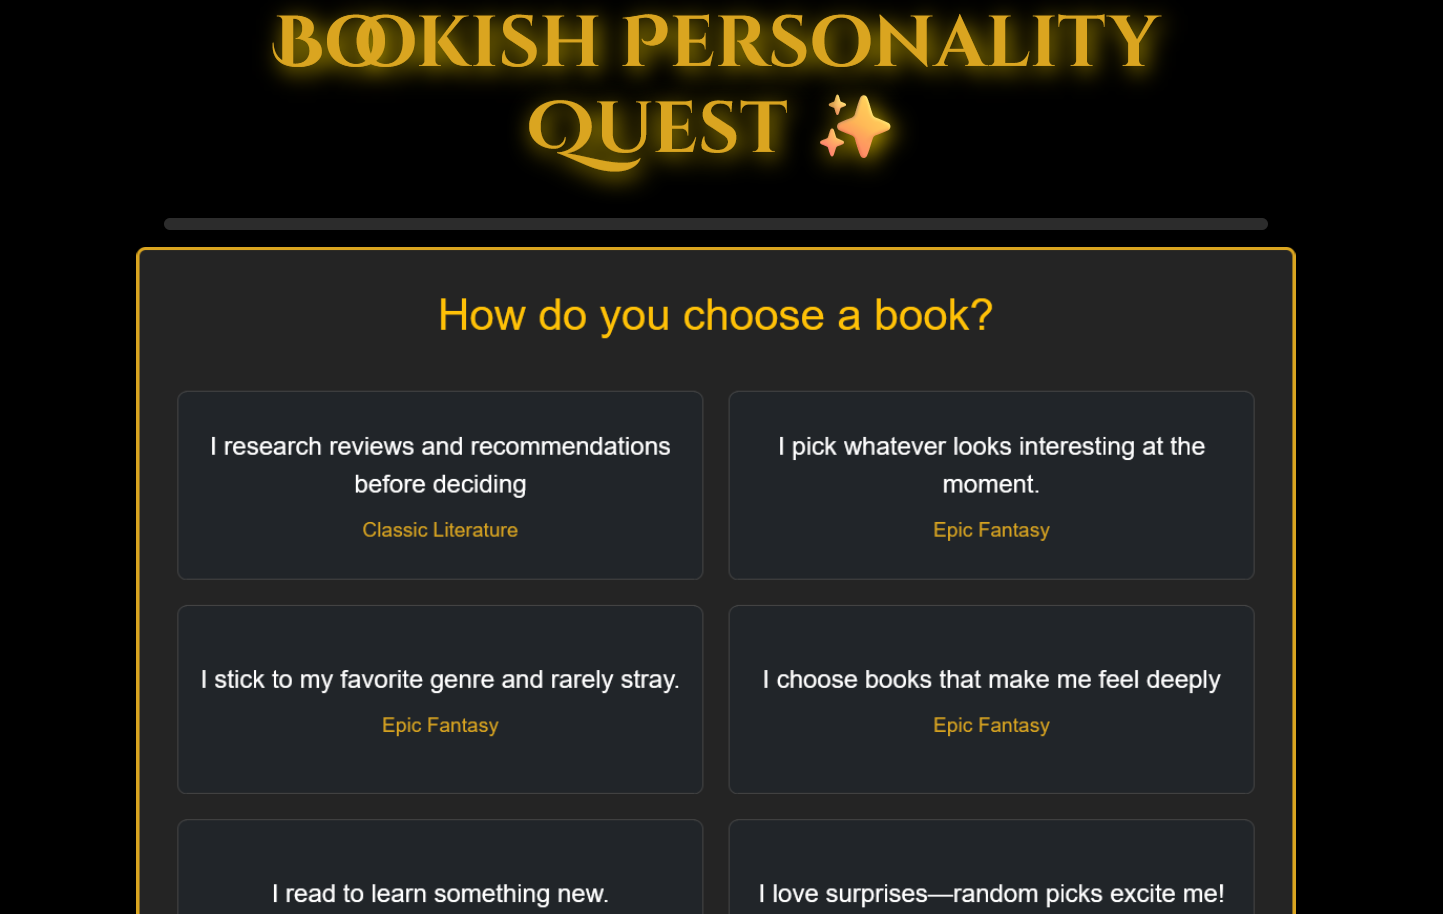 BOOKISH PERSONALITY
QUEST ✨
How do you choose a book?
I research reviews and recommendations
before deciding
Classic Literature
I pick whatever looks interesting at the
moment.
Epic Fantasy
I stick to my favorite genre and rarely stray.
Epic Fantasy
I choose books that make me feel deeply
Epic Fantasy
I read to learn something new.
I love surprises—random picks excite me!